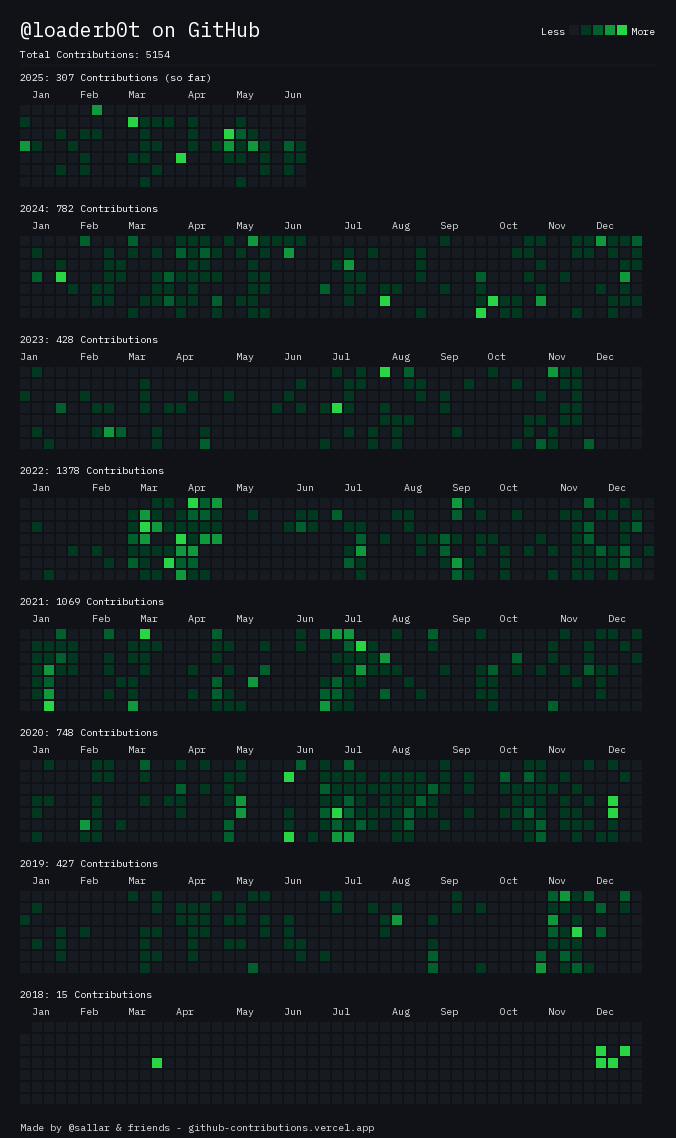 @loaderb0t on GitHub
Less More
Total Contributions: 5154
2025: 307 Contributions (so far)
Jan Feb Mar Apr May Jun
2024: 782 Contributions
Jan Feb Mar Apr May Jun Jul Aug Sep Oct Nov Dec
2023: 428 Contributions
Jan Feb Mar Apr May Jun Jul Aug Sep Oct Nov Dec
2022: 1378 Contributions
Jan Feb Mar Apr May Jun Jul Aug Sep Oct Nov Dec
2021: 1069 Contributions
Jan Feb Mar Apr May Jun Jul Aug Sep Oct Nov Dec
2020: 748 Contributions
Jan Feb Mar Apr May Jun Jul Aug Sep Oct Nov Dec
2019: 427 Contributions
Jan Feb Mar Apr May Jun Jul Aug Sep Oct Nov Dec
2018: 15 Contributions
Jan Feb Mar Apr May Jun Jul Aug Sep Oct Nov Dec
Made by @sallar & friends - github-contributions.vercel.app